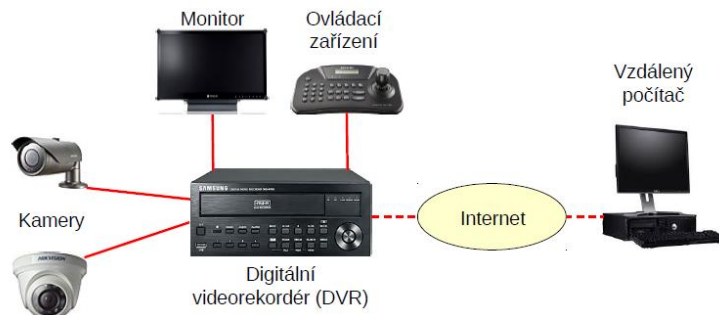 Monitor
Ovládací
zařízení
Vzdálený
počítač
Kamery
SAMSUNG
Internet
HIKVISION
Digitální
videorekordér (DVR)